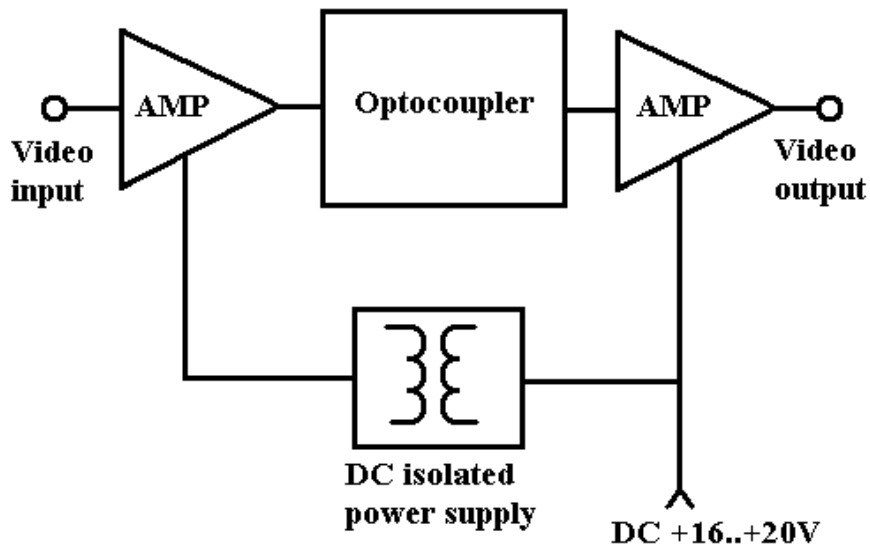 AMP
Optocoupler
AMP
Video
input
Video
output
DC isolated
power supply
DC +16..+20V